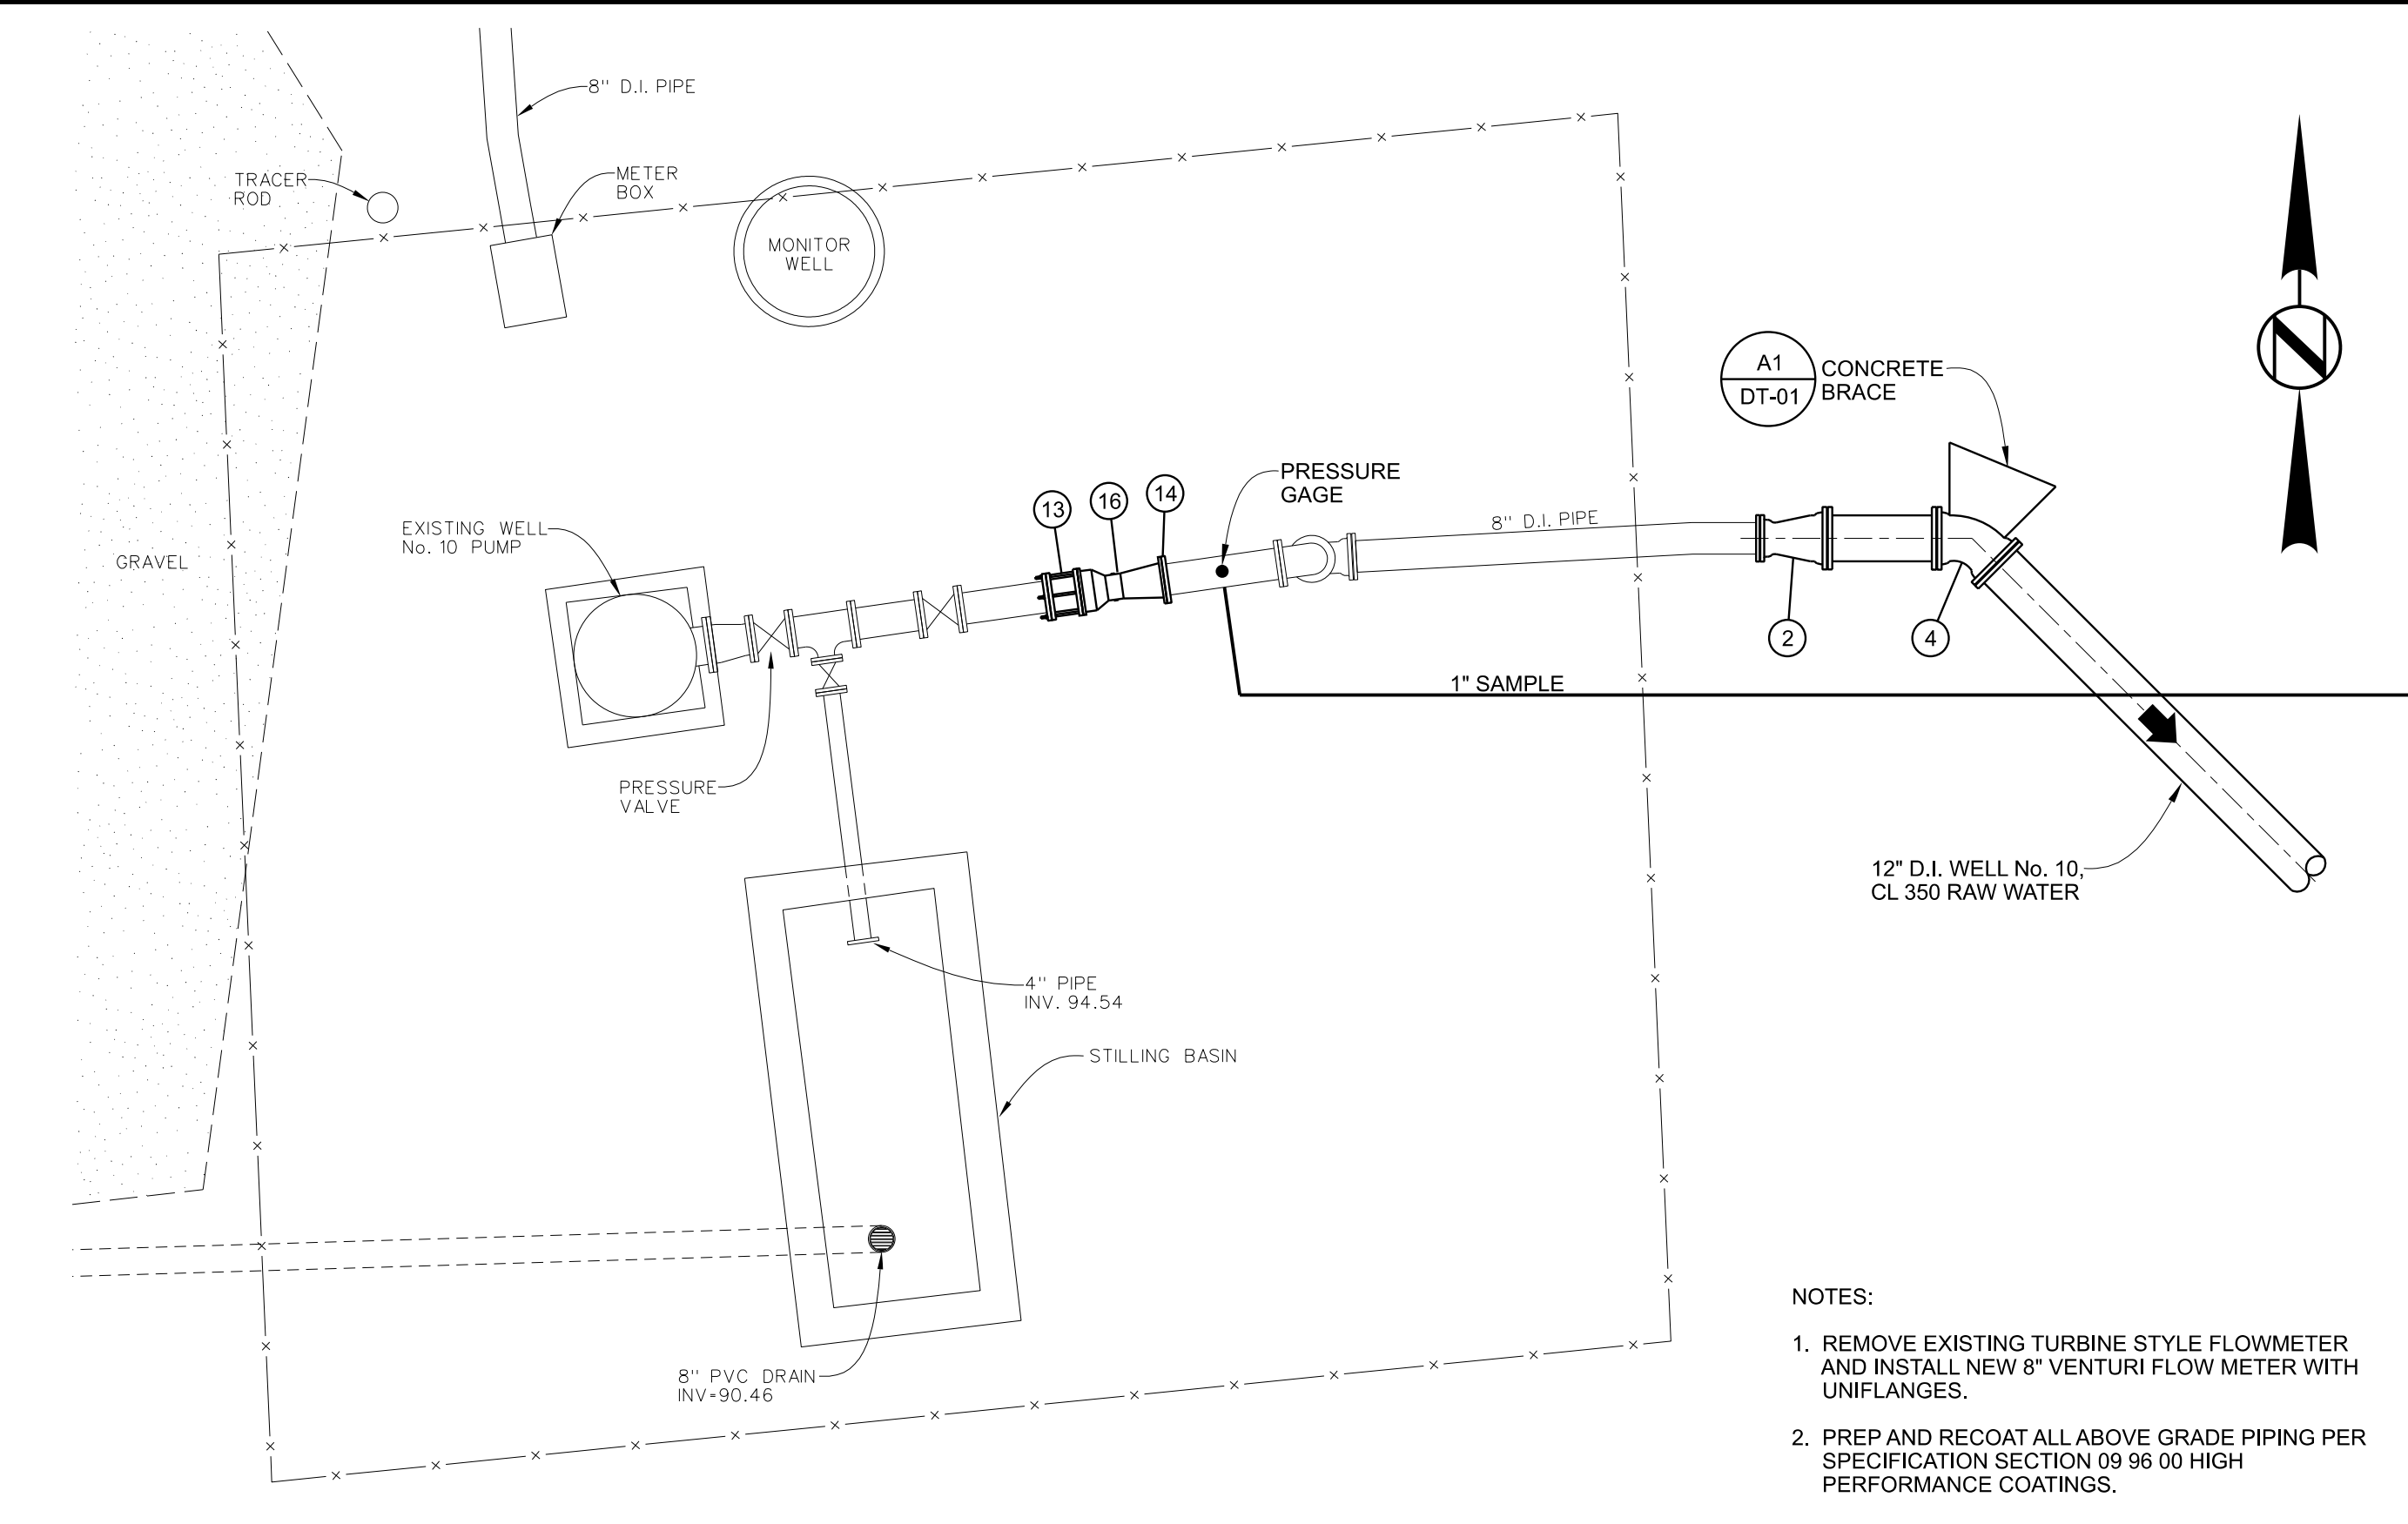 8" D.I. PIPE
TRACER
ROD
METER
BOX
MONITOR
WELL
A1
DT-01
CONCRETE
BRACE
N
PRESSURE
GAGE
13
16
14
8" D.I. PIPE
EXISTING WELL
No. 10 PUMP
GRAVEL
2
4
1" SAMPLE
PRESSURE
VALVE
12" D.I. WELL No. 10,
CL 350 RAW WATER
4" PIPE
INV. 94.54
STILLING BASIN
8" PVC DRAIN
INV=90.46
NOTES:
1. REMOVE EXISTING TURBINE STYLE FLOWMETER
AND INSTALL NEW 8" VENTURI FLOW METER WITH
UNIFLANGES.
2. PREP AND RECOAT ALL ABOVE GRADE PIPING PER
SPECIFICATION SECTION 09 96 00 HIGH
PERFORMANCE COATINGS.